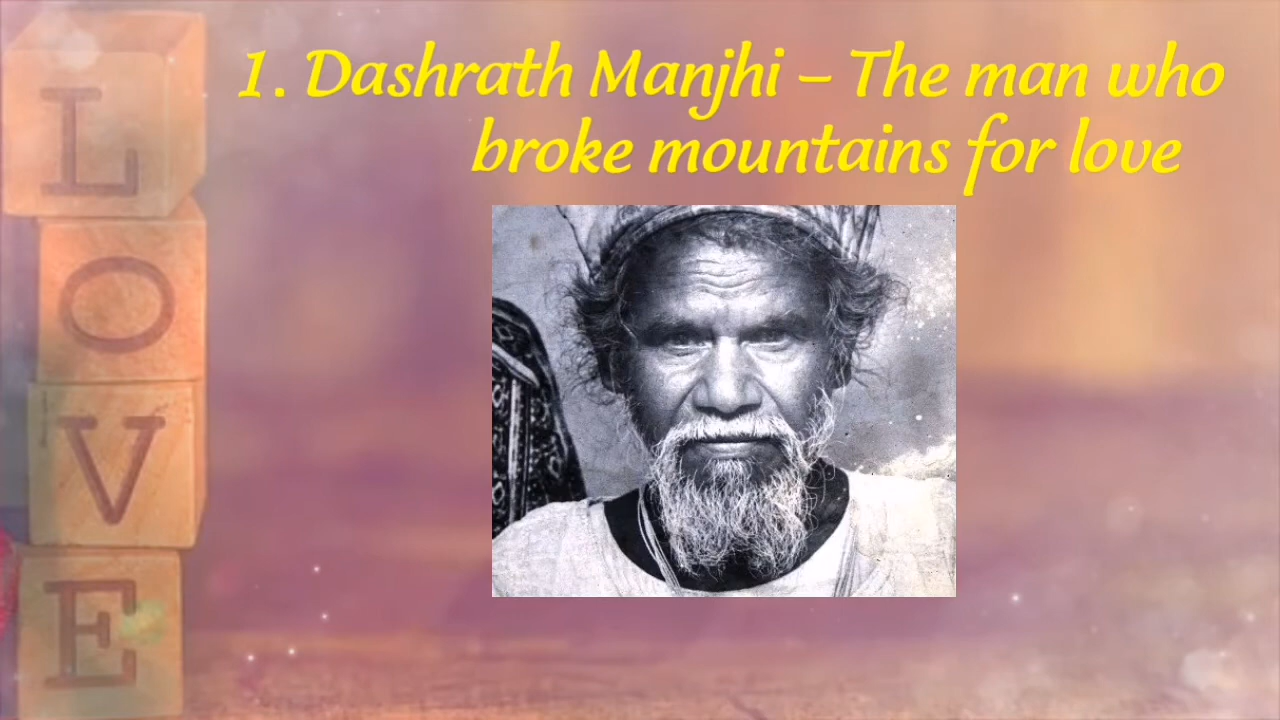 1. Dashrath Manjhi – The man who
broke mountains for love
L
O
V
E